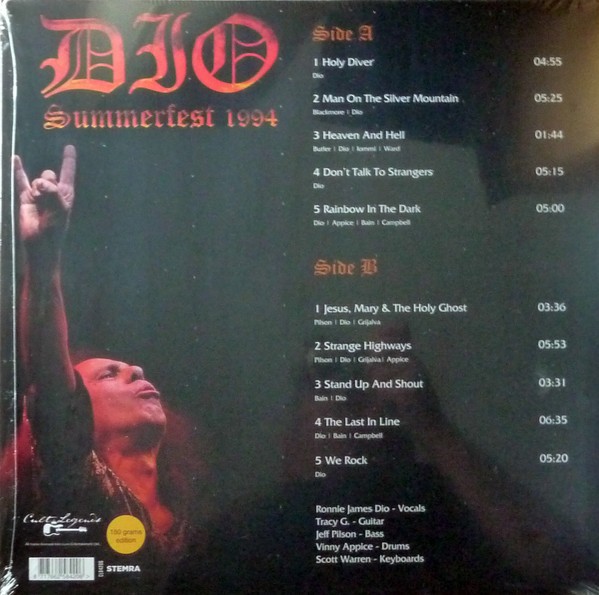 DIO
Summerfest 1994
Side A
1 Holy Diver 04:55
Dio
2 Man On The Silver Mountain 05:25
Blackmore | Dio
3 Heaven And Hell 01:44
Butler | Dio | Iommi | Ward
4 Don't Talk To Strangers 05:15
Dio
5 Rainbow In The Dark 05:00
Dio | Appice | Bain | Campbell
Side B
1 Jesus, Mary & The Holy Ghost 03:36
Pilson | Dio | Grijalva
2 Strange Highways 05:53
Pilson | Dio | Grijalva| Appice
3 Stand Up And Shout 03:31
Bain | Dio
4 The Last In Line 06:35
Dio | Bain | Campbell
5 We Rock 05:20
Dio
Ronnie James Dio - Vocals
Tracy G. - Guitar
Jeff Pilson - Bass
Vinny Appice - Drums
Scott Warren - Keyboards
Cult Legends
180 grams
edition
STEMRA